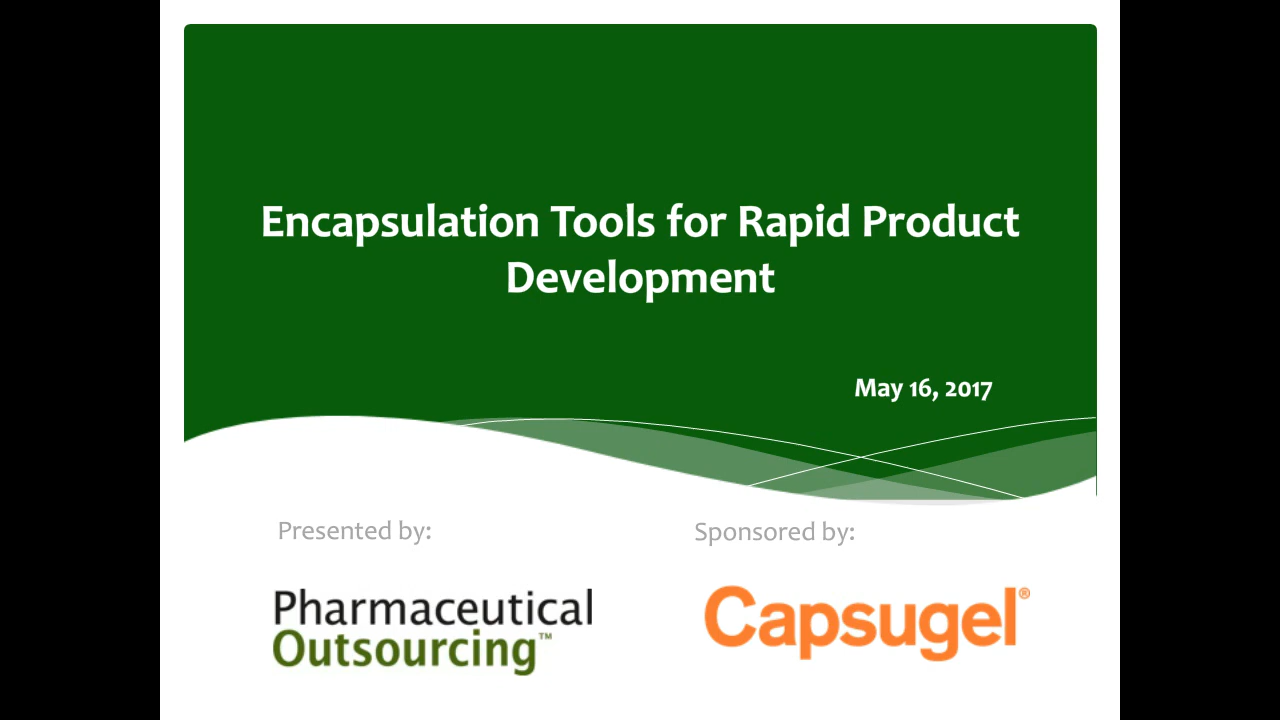 Encapsulation Tools for Rapid Product
Development
May 16, 2017
Presented by:
Sponsored by:
Pharmaceutical
Outsourcing™
Capsugel®